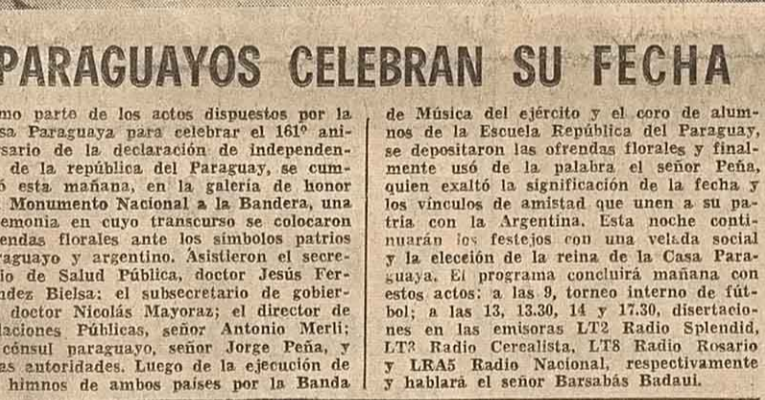 PARAGUAYOS CELEBRAN SU FECHA
mo parte de los actos dispuestos por la
sa Paraguaya para celebrar el 161º ani-
sario de la declaración de independen-
de la república del Paraguay, se cum-
ó esta mañana, en la galería de honor
Monumento Nacional a la Bandera, una
emonia en cuyo transcurso se colocaron
endas florales ante los símbolos patrios
raguayo y argentino. Asistieron el secre-
io de Salud Pública, doctor Jesús Fer-
ndez Bielsa; el subsecretario de gobier-
doctor Nicolás Mayoraz; el director de
laciones Públicas, señor Antonio Merli;
cónsul paraguayo, señor Jorge Peña, y
as autoridades. Luego de la ejecución de
himnos de ambos países por la Banda
de Música del ejército y el coro de alum-
nos de la Escuela República del Paraguay,
se depositaron las ofrendas florales y final-
mente usó de la palabra el señor Peña,
quien exaltó la significación de la fecha y
los vínculos de amistad que unen a su pa-
tria con la Argentina. Esta noche conti-
nuarán los festejos con una velada social
y la elección de la reina de la Casa Para-
guaya. El programa concluirá mañana con
estos actos: a las 9, torneo interno de fút-
bol; a las 13, 13.30, 14 y 17.30, disertacio-
nes en las emisoras LT2 Radio Splendid,
LT3 Radio Cerealista, LT8 Radio Rosario
y LRA5 Radio Nacional, respectivamente
y hablará el señor Barsabás Badaui.